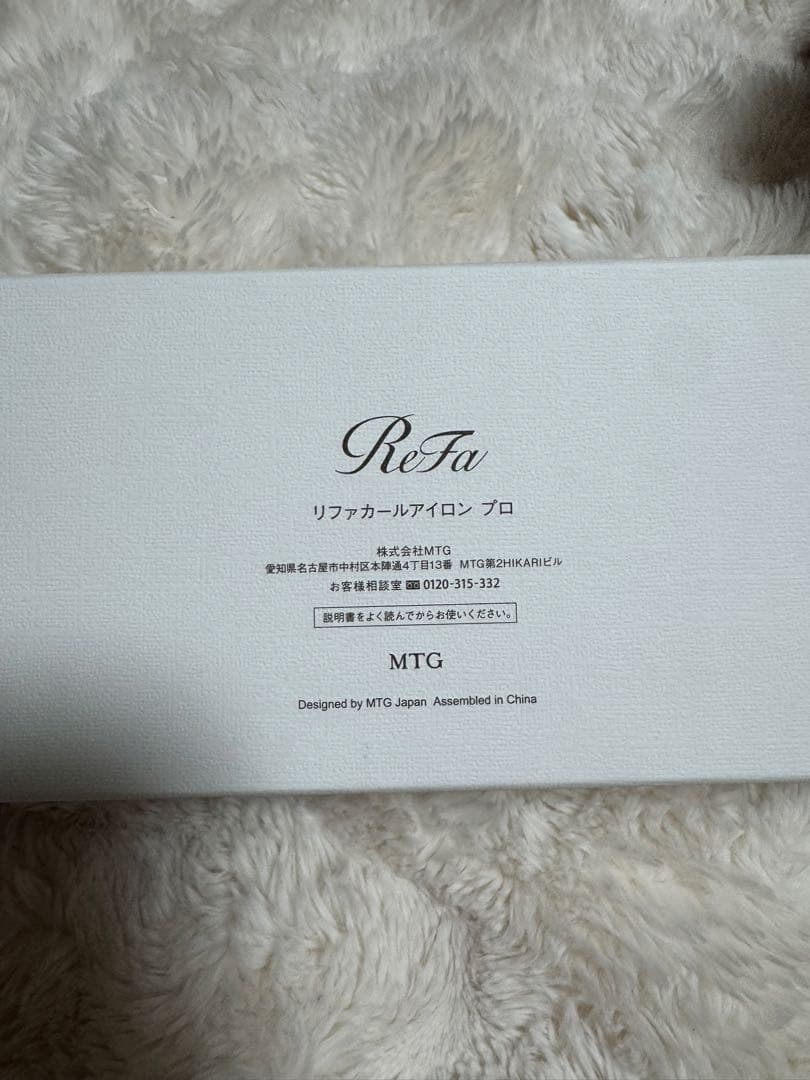 ReFa
リファカールアイロン プロ
株式会社MTG
愛知県名古屋市中村区本陣通4丁目13番 MTG第2HIKARIビル
お客様相談室 0120-315-332
説明書をよく読んでからお使いください。
MTG
Designed by MTG Japan Assembled in China